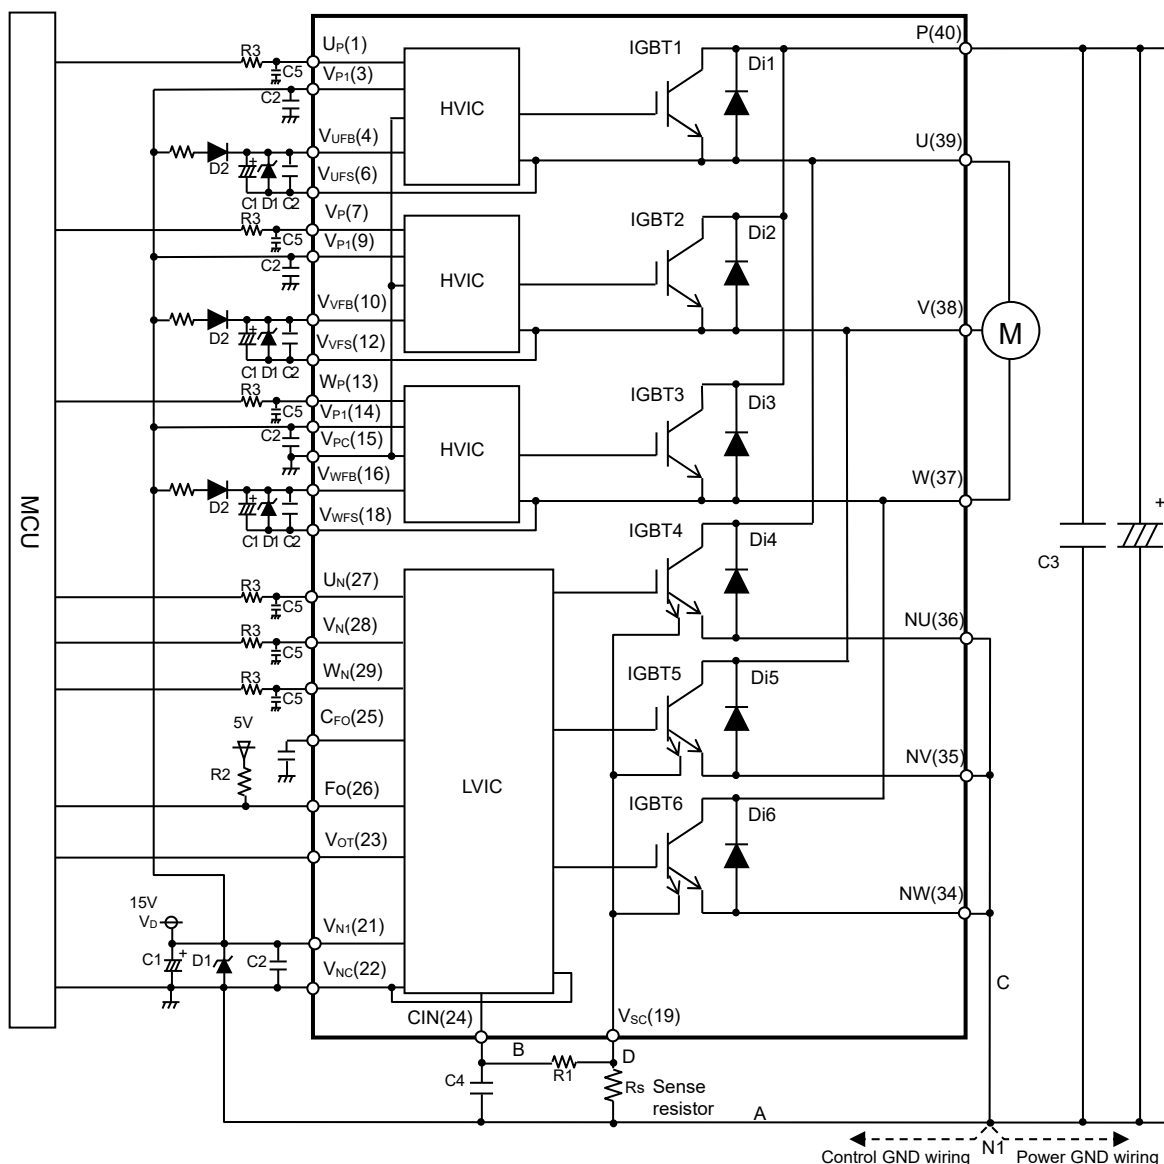 MCU
R3
C5
UP(1)
VP1(3)
C2
HVIC
IGBT1
Di1
P(40)
VUFB(4)
VUFS(6)
D2
C1
+
D1
C2
U(39)
R3
C5
VP(7)
VP1(9)
C2
HVIC
IGBT2
Di2
VVFB(10)
VVFS(12)
D2
C1
+
D1
C2
V(38)
M
R3
C5
WP(13)
VP1(14)
C2
VPC(15)
HVIC
IGBT3
Di3
VWFB(16)
VWFS(18)
D2
C1
+
D1
C2
W(37)
IGBT4
Di4
C3
+
R3
C5
UN(27)
R3
C5
VN(28)
NU(36)
R3
C5
WN(29)
IGBT5
Di5
CFO(25)
5V
R2
LVIC
NV(35)
Fo(26)
IGBT6
Di6
VOT(23)
15V
VD
NW(34)
VN1(21)
C1
+
D1
C2
VNC(22)
C
CIN(24)
VSC(19)
B
D
R1
C4
Rs
Sense
resistor
A
N1
Control GND wiring
Power GND wiring